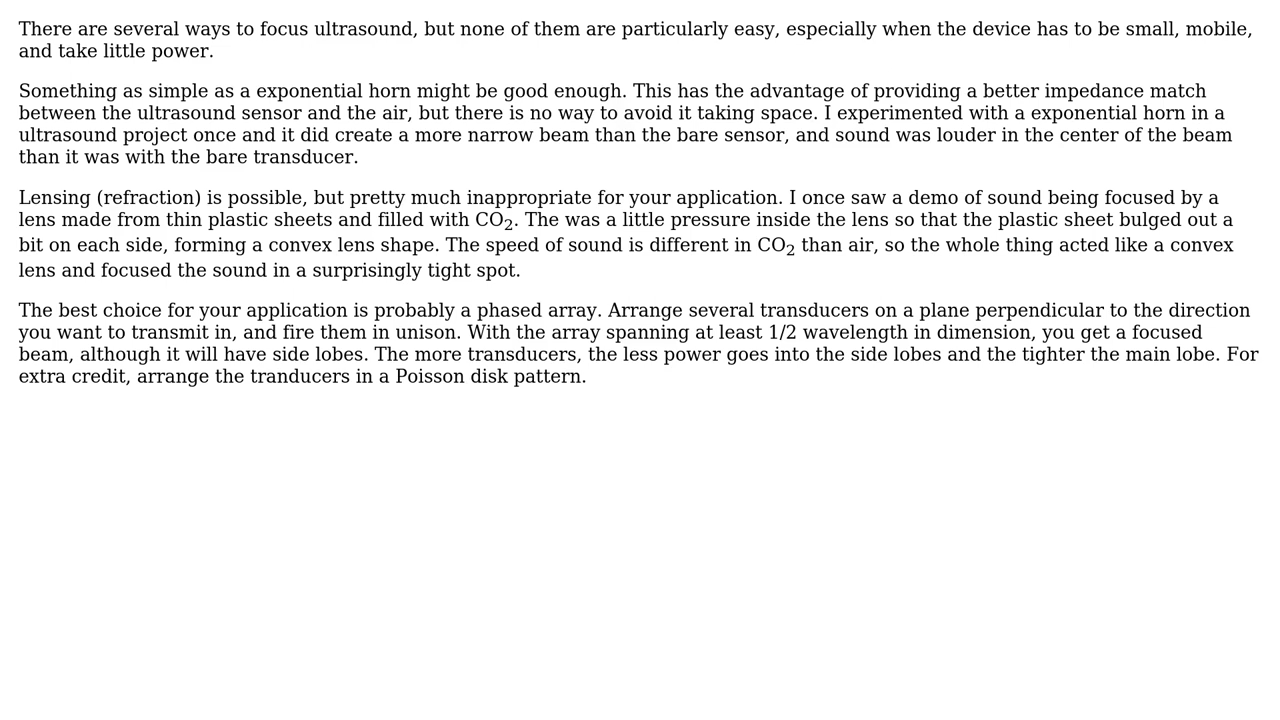 There are several ways to focus ultrasound, but none of them are particularly easy, especially when the device has to be small, mobile,
and take little power.
Something as simple as a exponential horn might be good enough. This has the advantage of providing a better impedance match
between the ultrasound sensor and the air, but there is no way to avoid it taking space. I experimented with a exponential horn in a
ultrasound project once and it did create a more narrow beam than the bare sensor, and sound was louder in the center of the beam
than it was with the bare transducer.
Lensing (refraction) is possible, but pretty much inappropriate for your application. I once saw a demo of sound being focused by a
lens made from thin plastic sheets and filled with CO2. The was a little pressure inside the lens so that the plastic sheet bulged out a
bit on each side, forming a convex lens shape. The speed of sound is different in CO2 than air, so the whole thing acted like a convex
lens and focused the sound in a surprisingly tight spot.
The best choice for your application is probably a phased array. Arrange several transducers on a plane perpendicular to the direction
you want to transmit in, and fire them in unison. With the array spanning at least 1/2 wavelength in dimension, you get a focused
beam, although it will have side lobes. The more transducers, the less power goes into the side lobes and the tighter the main lobe. For
extra credit, arrange the tranducers in a Poisson disk pattern.